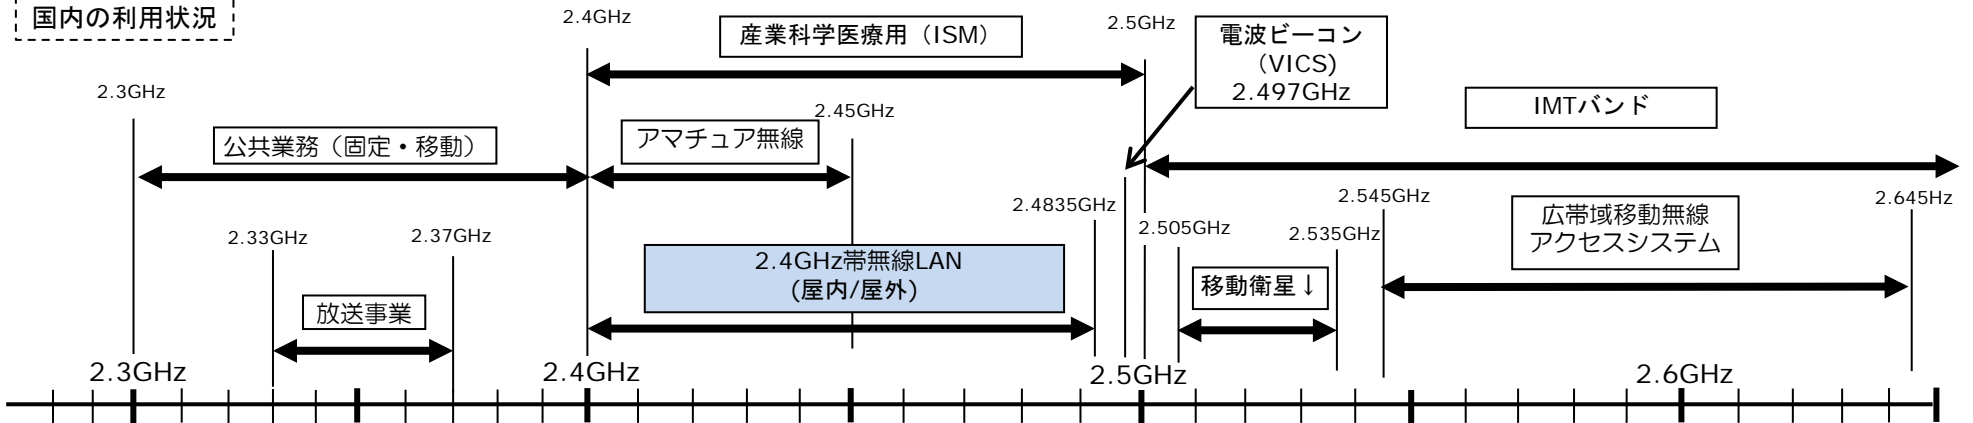 国内の利用状況
2.4GHz
産業科学医療用（ISM）
2.5GHz
電波ビーコン
（VICS)
2.497GHz
2.3GHz
2.45GHz
IMTバンド
公共業務（固定・移動）
アマチュア無線
2.4835GHz
2.545GHz
2.645Hz
広帯域移動無線
アクセスシステム
2.33GHz
2.37GHz
2.505GHz
2.535GHz
2.4GHz帯無線LAN
(屋内/屋外)
移動衛星↓
放送事業
2.3GHz
2.4GHz
2.5GHz
2.6GHz